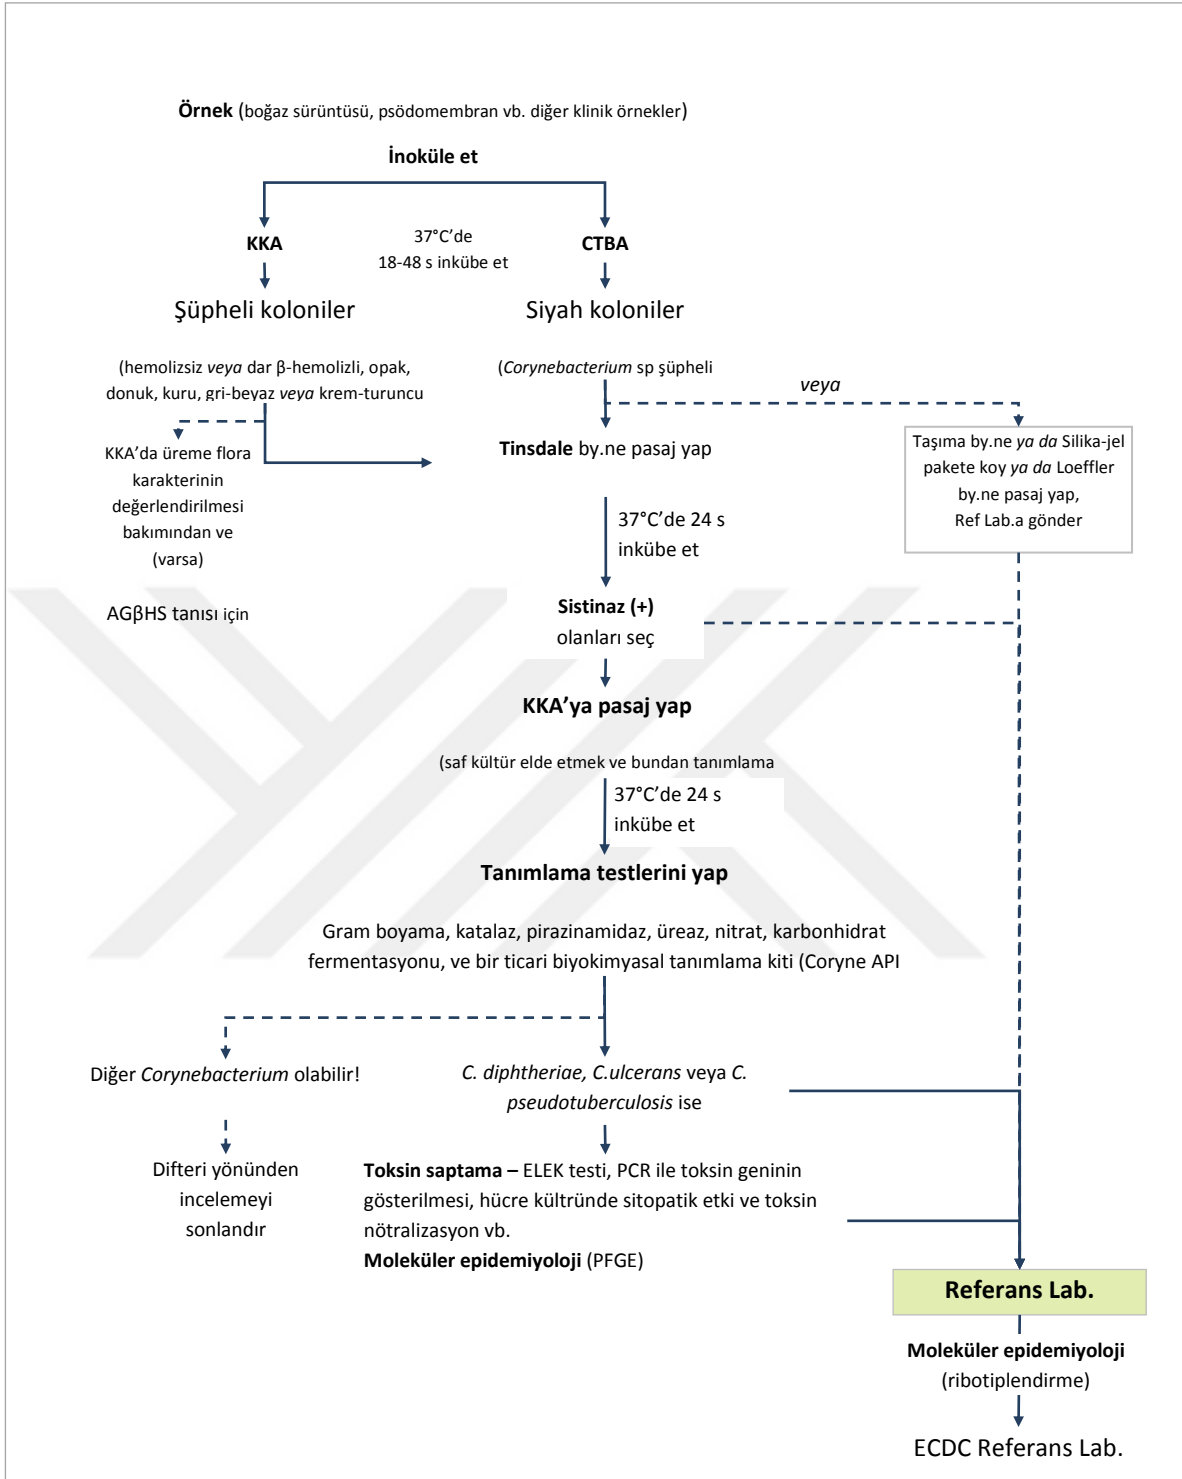 Örnek (boğaz sürüntüsü, psödomembran vb. diğer klinik örnekler)
İnoküle et
KKA
37°C’de
18-48 s inkübe et
CTBA
Şüpheli koloniler
Siyah koloniler
(hemolizsiz veya dar β-hemolizli, opak,
donuk, kuru, gri-beyaz veya krem-turuncu
(Corynebacterium sp şüpheli
veya
KKA’da üreme flora
karakterinin
değerlendirilmesi
bakımından ve
(varsa)
AGβHS tanısı için
Tinsdale by.ne pasaj yap
Taşıma by.ne ya da Silika-jel
pakete koy ya da Loeffler
by.ne pasaj yap,
Ref Lab.a gönder
37°C’de 24 s
inkübe et
Sistinaz (+)
olanları seç
KKA’ya pasaj yap
(saf kültür elde etmek ve bundan tanımlama
37°C’de 24 s
inkübe et
Tanımlama testlerini yap
Gram boyama, katalaz, pirazinamidaz, üreaz, nitrat, karbonhidrat
fermentasyonu, ve bir ticari biyokimyasal tanımlama kiti (Coryne API
Diğer Corynebacterium olabilir!
C. diphtheriae, C.ulcerans veya C.
pseudotuberculosis ise
Difteri yönünden
incelemeyi
sonlandır
Toksin saptama – ELEK testi, PCR ile toksin geninin
gösterilmesi, hücre kültründe sitopatik etki ve toksin
nötralizasyon vb.
Moleküler epidemiyoloji (PFGE)
Referans Lab.
Moleküler epidemiyoloji
(ribotiplendirme)
ECDC Referans Lab.